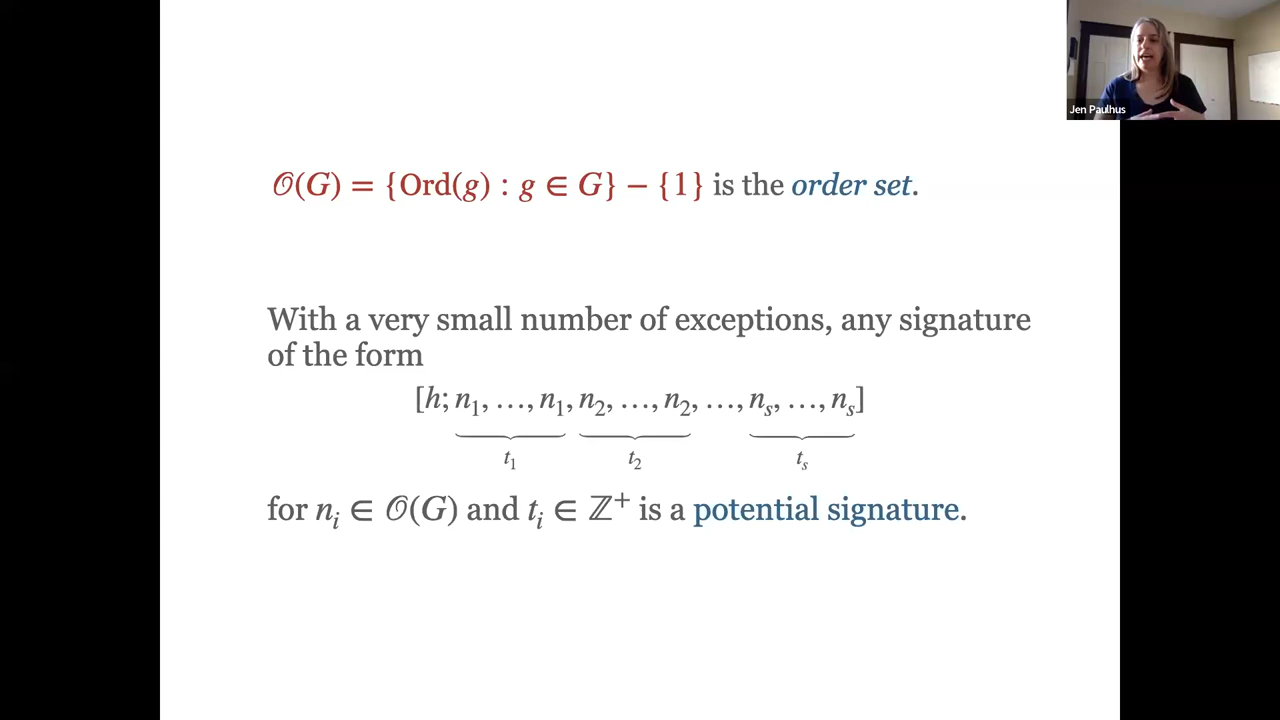 Jen Paulhus
𝒪(G) = {Ord(g) : g ∈ G} − {1} is the order set.
With a very small number of exceptions, any signature
of the form
[h; n₁, …, n₁, n₂, …, n₂, …, nₛ, …, nₛ]
t₁ t₂ tₛ
for nᵢ ∈ 𝒪(G) and tᵢ ∈ ℤ⁺ is a potential signature.